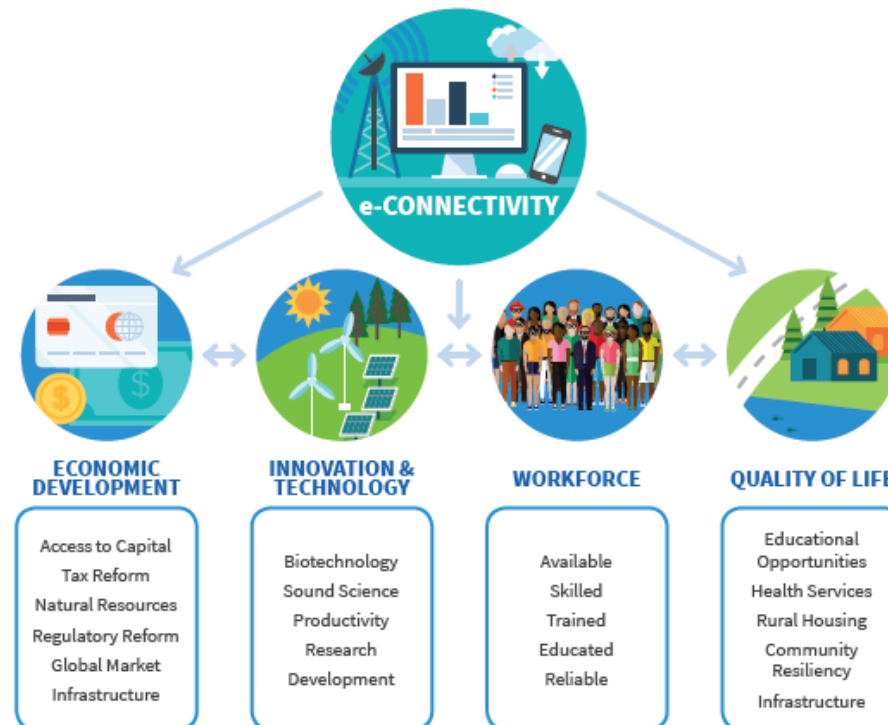 e-CONNECTIVITY
ECONOMIC
DEVELOPMENT
Access to Capital
Tax Reform
Natural Resources
Regulatory Reform
Global Market
Infrastructure
INNOVATION &
TECHNOLOGY
Biotechnology
Sound Science
Productivity
Research
Development
WORKFORCE
Available
Skilled
Trained
Educated
Reliable
QUALITY OF LIFE
Educational
Opportunities
Health Services
Rural Housing
Community
Resiliency
Infrastructure